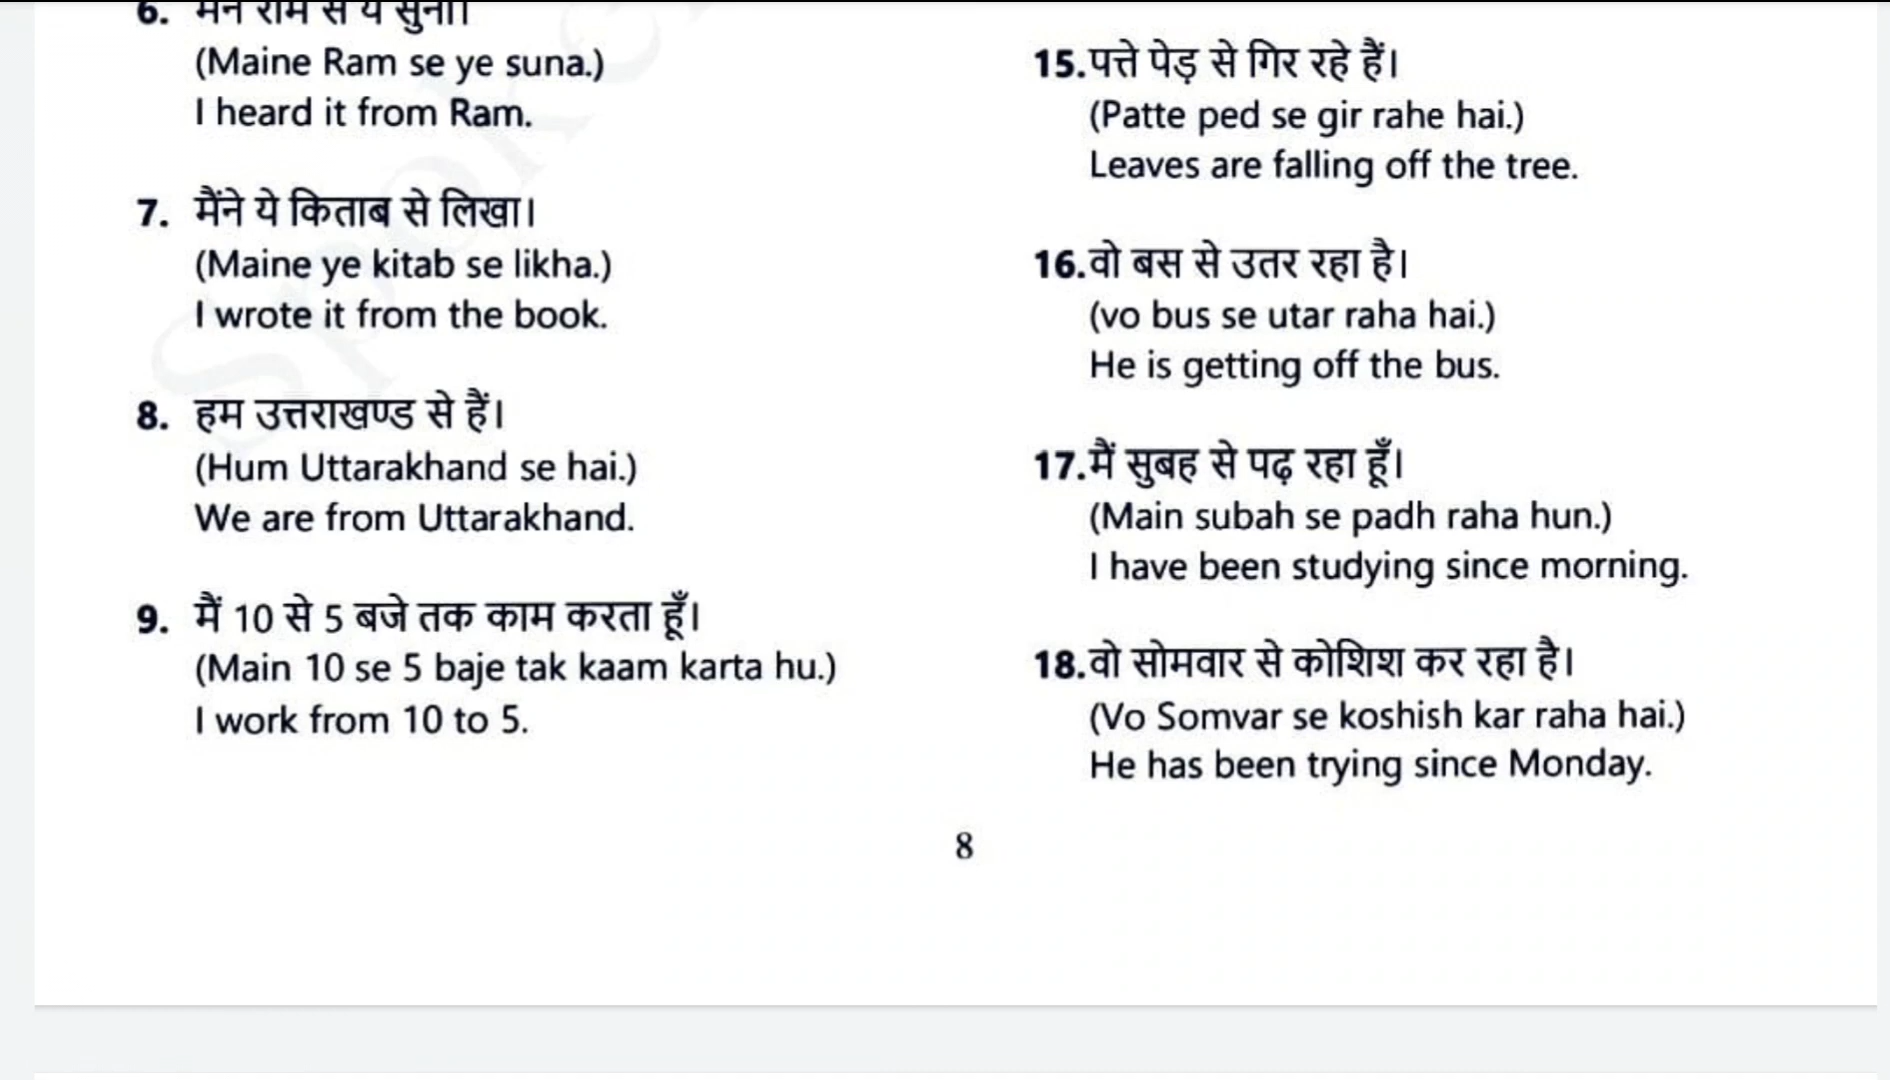 6. मैंने राम से ये सुना।
(Maine Ram se ye suna.)
I heard it from Ram.
7. मैंने ये किताब से लिखा।
(Maine ye kitab se likha.)
I wrote it from the book.
8. हम उत्तराखण्ड से हैं।
(Hum Uttarakhand se hai.)
We are from Uttarakhand.
9. मैं 10 से 5 बजे तक काम करता हूँ।
(Main 10 se 5 baje tak kaam karta hu.)
I work from 10 to 5.
15.पत्ते पेड़ से गिर रहे हैं।
(Patte ped se gir rahe hai.)
Leaves are falling off the tree.
16.वो बस से उतर रहा है।
(vo bus se utar raha hai.)
He is getting off the bus.
17.मैं सुबह से पढ़ रहा हूँ।
(Main subah se padh raha hun.)
I have been studying since morning.
18.वो सोमवार से कोशिश कर रहा है।
(Vo Somvar se koshish kar raha hai.)
He has been trying since Monday.
8